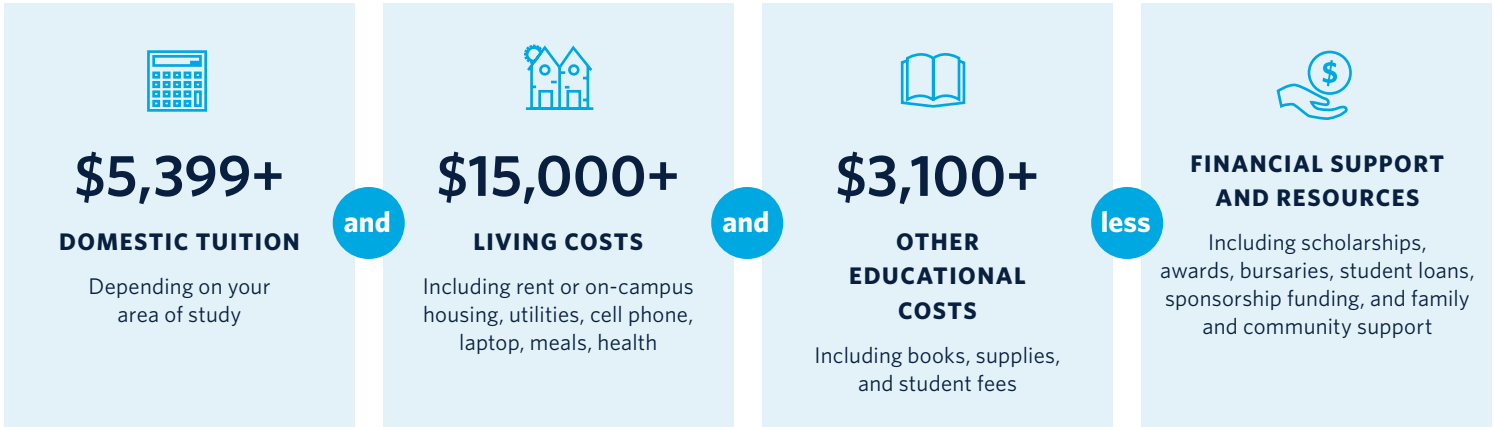 $5,399+
DOMESTIC TUITION
Depending on your
area of study
and
$15,000+
LIVING COSTS
Including rent or on-campus
housing, utilities, cell phone,
laptop, meals, health
and
$3,100+
OTHER
EDUCATIONAL
COSTS
Including books, supplies,
and student fees
less
$
FINANCIAL SUPPORT
AND RESOURCES
Including scholarships,
awards, bursaries, student loans,
sponsorship funding, and family
and community support